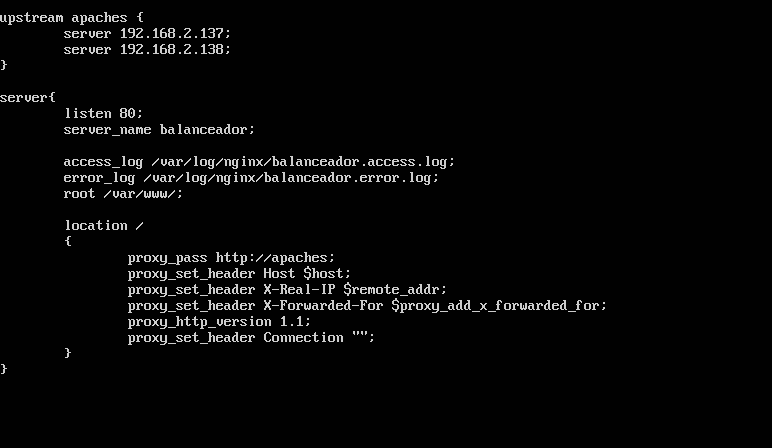 upstream apaches {
        server 192.168.2.137;
        server 192.168.2.138;
}

server{
        listen 80;
        server_name balanceador;

        access_log /var/log/nginx/balanceador.access.log;
        error_log /var/log/nginx/balanceador.error.log;
        root /var/www/;

        location /
        {
                proxy_pass http://apaches;
                proxy_set_header Host $host;
                proxy_set_header X-Real-IP $remote_addr;
                proxy_set_header X-Forwarded-For $proxy_add_x_forwarded_for;
                proxy_http_version 1.1;
                proxy_set_header Connection "";
        }
}